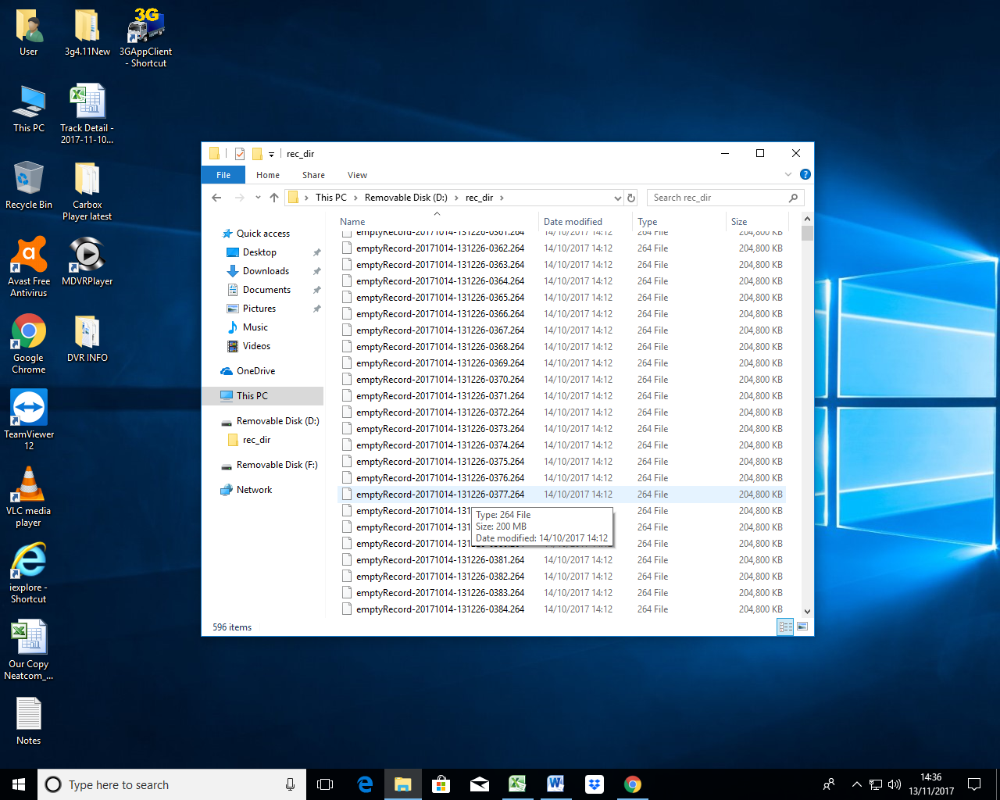 User
3g4.11New
3G
3GAppClient
- Shortcut
This PC
Track Detail -
2017-11-10...
Recycle Bin
Carbox
Player latest
Avast Free
Antivirus
MDVRPlayer
Google
Chrome
DVR INFO
TeamViewer
12
VLC media
player
iexplore -
Shortcut
Our Copy
Neatcom_...
Notes
rec_dir
File Home Share View
This PC Removable Disk (D:) rec_dir
Search rec_dir
Name Date modified Type Size
Quick access
Desktop
Downloads
Documents
Pictures
Music
Videos
OneDrive
This PC
Removable Disk (D:)
rec_dir
Removable Disk (F:)
Network
emptyRecord-20171014-131226-0361.264 14/10/2017 14:12 264 File 204,800 KB
emptyRecord-20171014-131226-0362.264 14/10/2017 14:12 264 File 204,800 KB
emptyRecord-20171014-131226-0363.264 14/10/2017 14:12 264 File 204,800 KB
emptyRecord-20171014-131226-0364.264 14/10/2017 14:12 264 File 204,800 KB
emptyRecord-20171014-131226-0365.264 14/10/2017 14:12 264 File 204,800 KB
emptyRecord-20171014-131226-0366.264 14/10/2017 14:12 264 File 204,800 KB
emptyRecord-20171014-131226-0367.264 14/10/2017 14:12 264 File 204,800 KB
emptyRecord-20171014-131226-0368.264 14/10/2017 14:12 264 File 204,800 KB
emptyRecord-20171014-131226-0369.264 14/10/2017 14:12 264 File 204,800 KB
emptyRecord-20171014-131226-0370.264 14/10/2017 14:12 264 File 204,800 KB
emptyRecord-20171014-131226-0371.264 14/10/2017 14:12 264 File 204,800 KB
emptyRecord-20171014-131226-0372.264 14/10/2017 14:12 264 File 204,800 KB
emptyRecord-20171014-131226-0373.264 14/10/2017 14:12 264 File 204,800 KB
emptyRecord-20171014-131226-0374.264 14/10/2017 14:12 264 File 204,800 KB
emptyRecord-20171014-131226-0375.264 14/10/2017 14:12 264 File 204,800 KB
emptyRecord-20171014-131226-0376.264 14/10/2017 14:12 264 File 204,800 KB
emptyRecord-20171014-131226-0377.264 14/10/2017 14:12 264 File 204,800 KB
emptyRecord-20171014-131 264 File 204,800 KB
emptyRecord-20171014-131 264 File 204,800 KB
emptyRecord-20171014-131 264 File 204,800 KB
Type: 264 File
Size: 200 MB
Date modified: 14/10/2017 14:12
emptyRecord-20171014-131226-0381.264 14/10/2017 14:12 264 File 204,800 KB
emptyRecord-20171014-131226-0382.264 14/10/2017 14:12 264 File 204,800 KB
emptyRecord-20171014-131226-0383.264 14/10/2017 14:12 264 File 204,800 KB
emptyRecord-20171014-131226-0384.264 14/10/2017 14:12 264 File 204,800 KB
596 items
Type here to search
14:36
13/11/2017